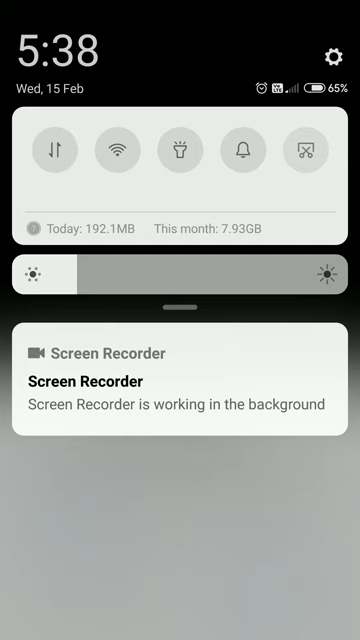 5:38
Wed, 15 Feb
65%
Today: 192.1MB This month: 7.93GB
Screen Recorder
Screen Recorder
Screen Recorder is working in the background